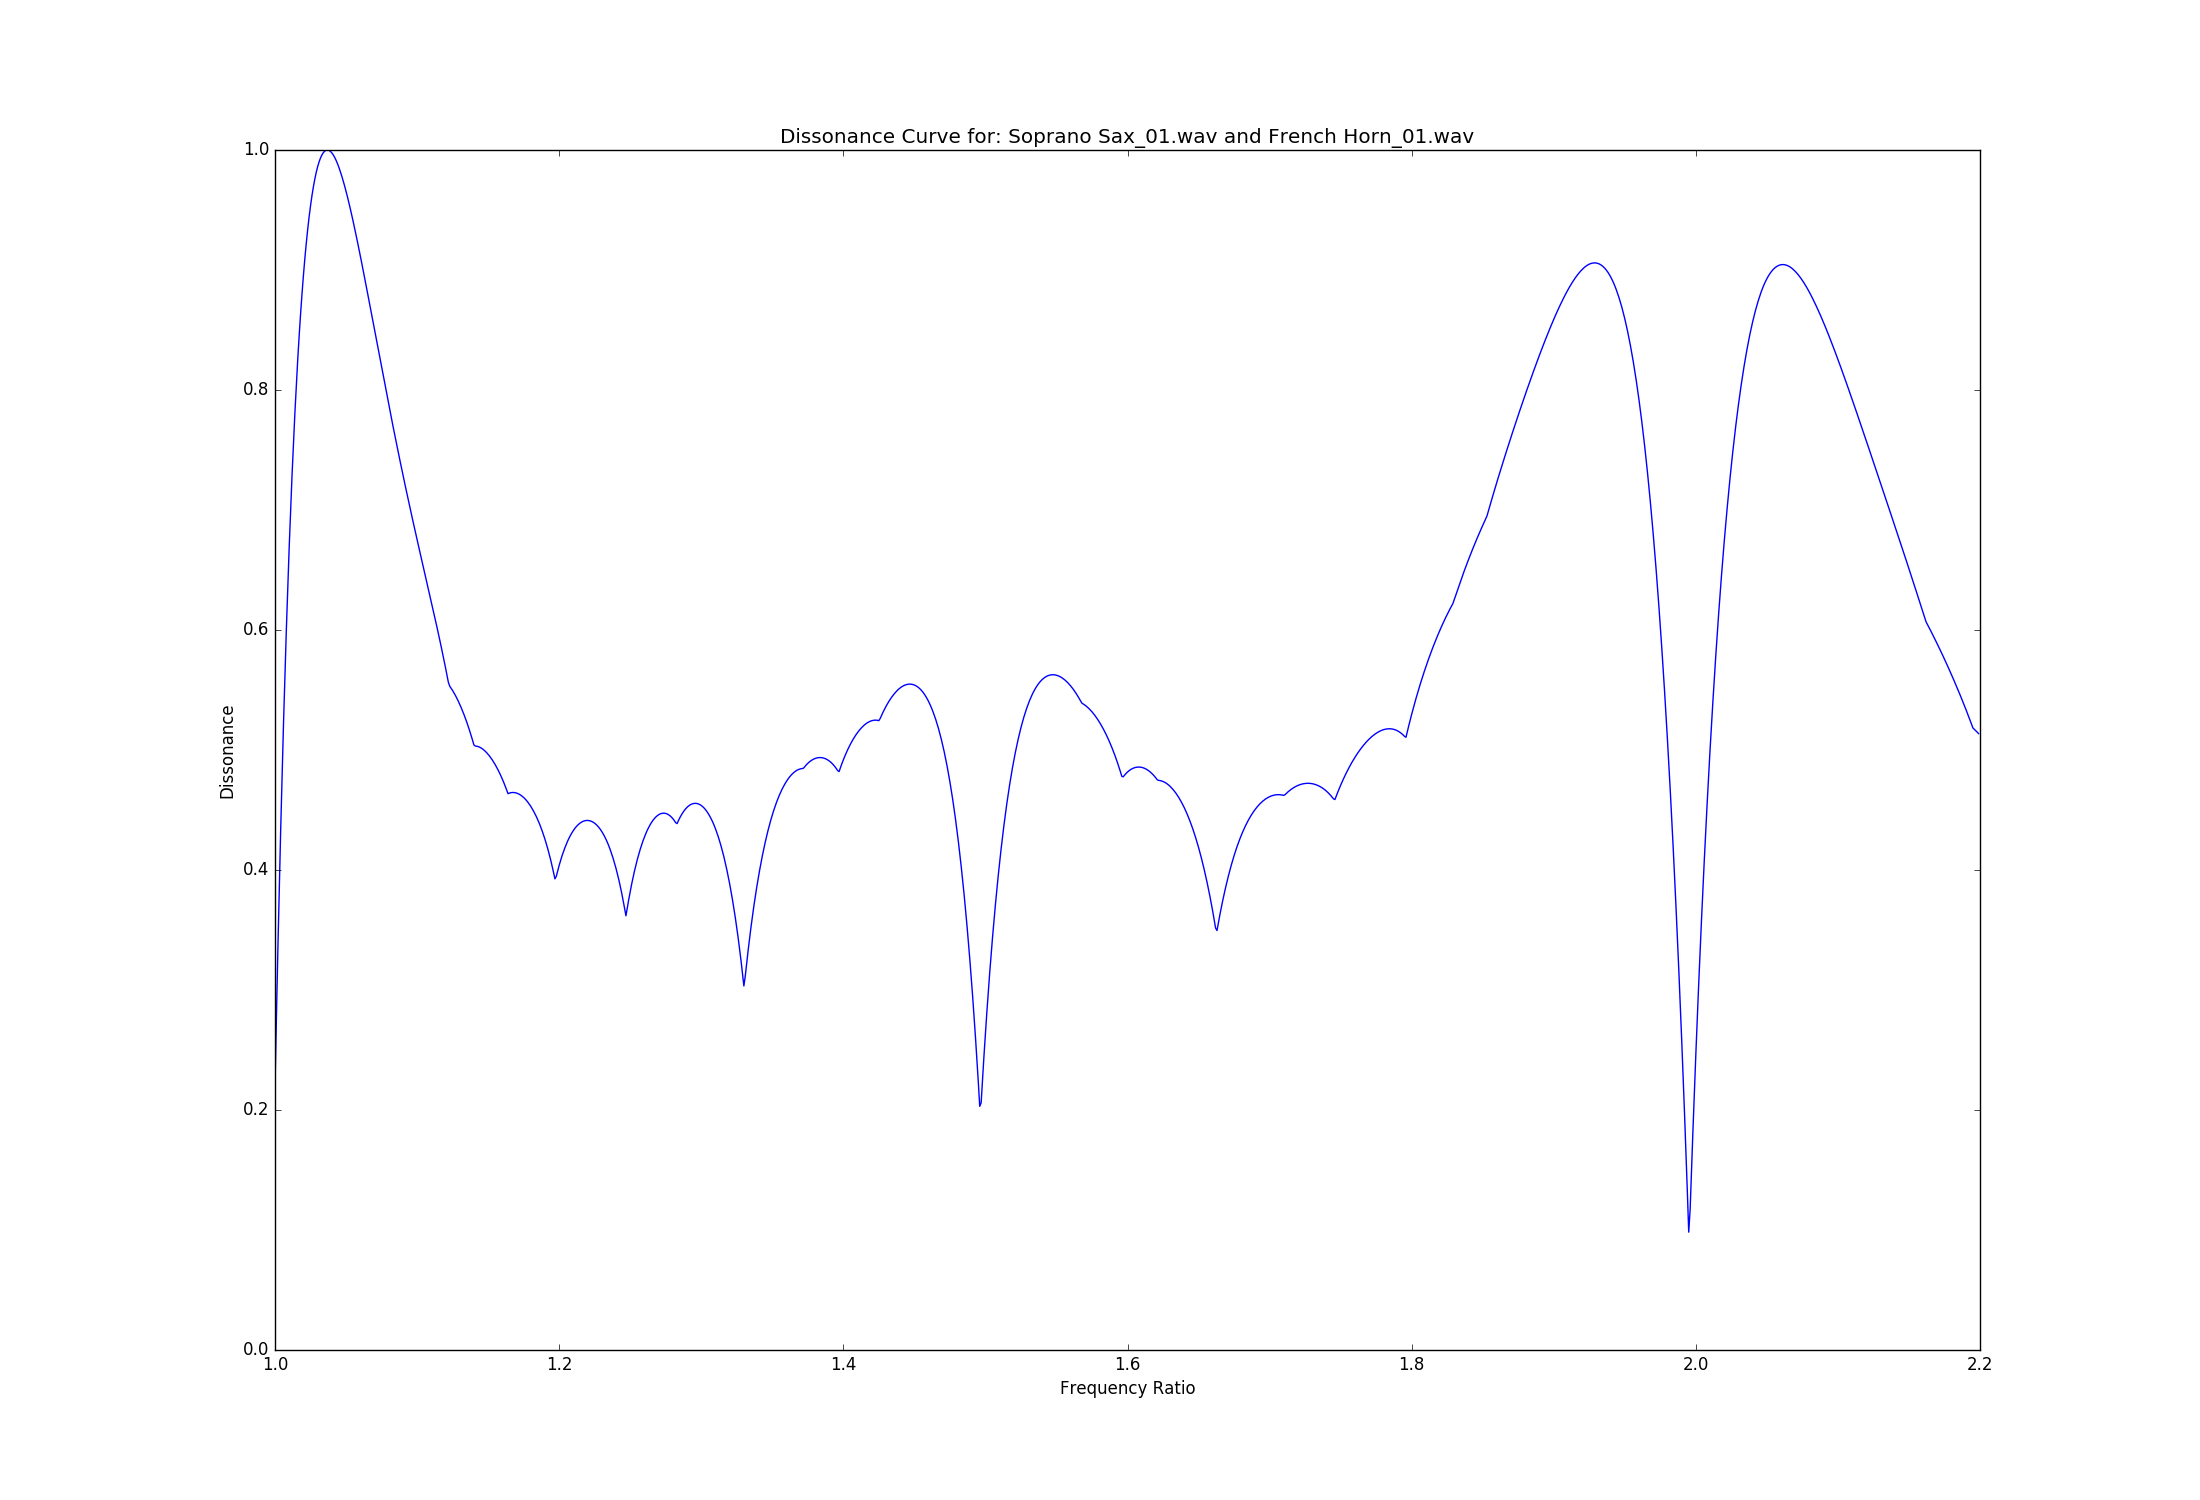 Dissonance Curve for: Soprano Sax_01.wav and French Horn_01.wav
1.0
0.8
0.6
Dissonance
0.4
0.2
0.0
1.0 1.2 1.4 1.6 1.8 2.0 2.2
Frequency Ratio